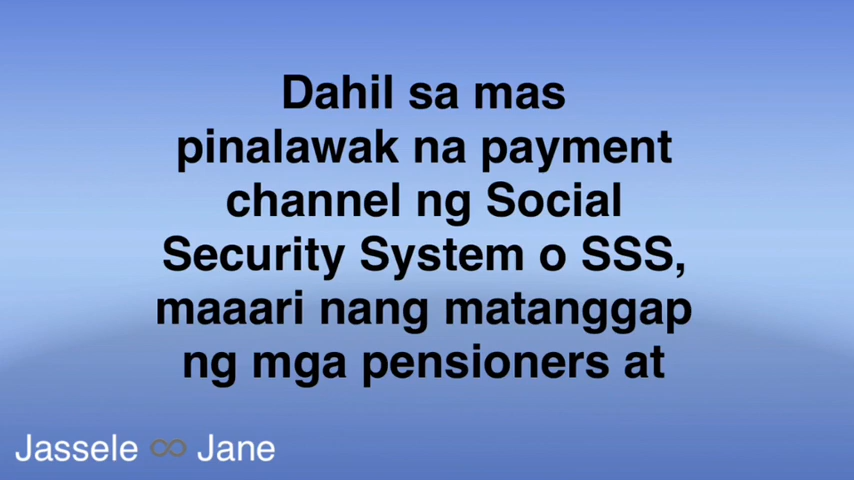 Dahil sa mas
pinalawak na payment
channel ng Social
Security System o SSS,
maaari nang matanggap
ng mga pensioners at
Jassele ∞ Jane